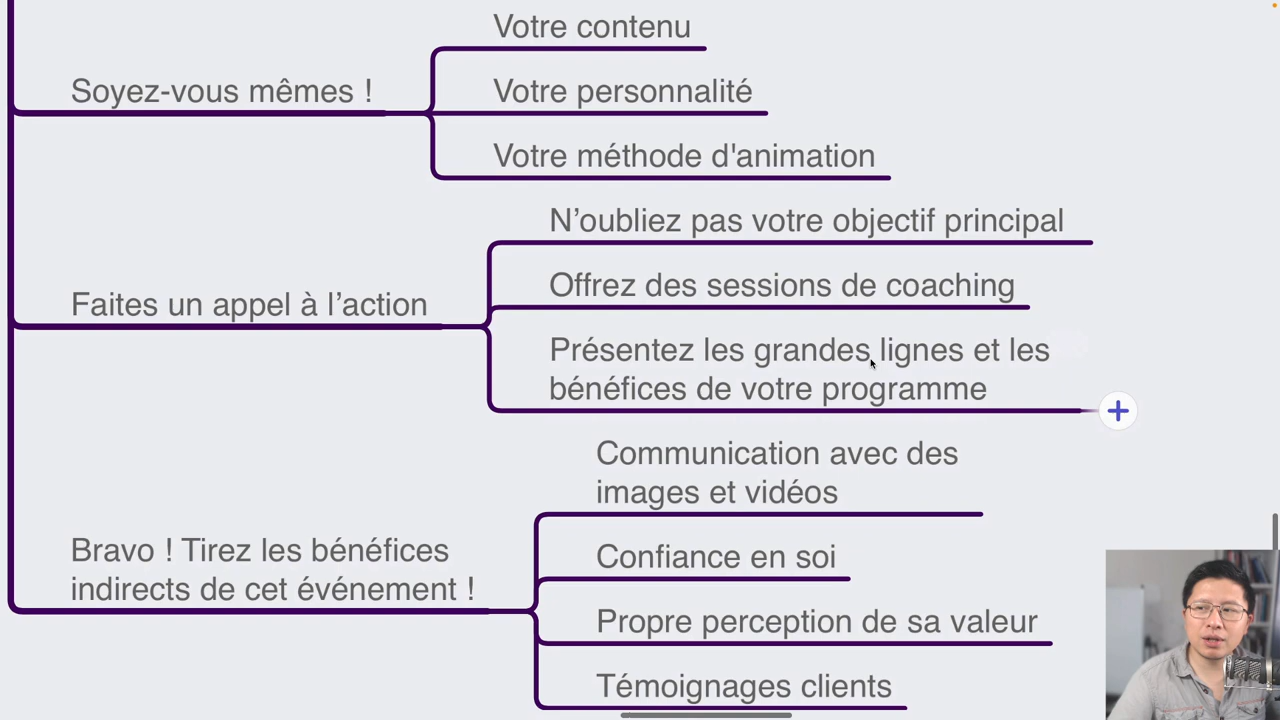 Votre contenu
Soyez-vous mêmes !
Votre personnalité
Votre méthode d'animation
N’oubliez pas votre objectif principal
Faites un appel à l’action
Offrez des sessions de coaching
Présentez les grandes lignes et les
bénéfices de votre programme
Communication avec des
images et vidéos
Bravo ! Tirez les bénéfices
indirects de cet événement !
Confiance en soi
Propre perception de sa valeur
Témoignages clients